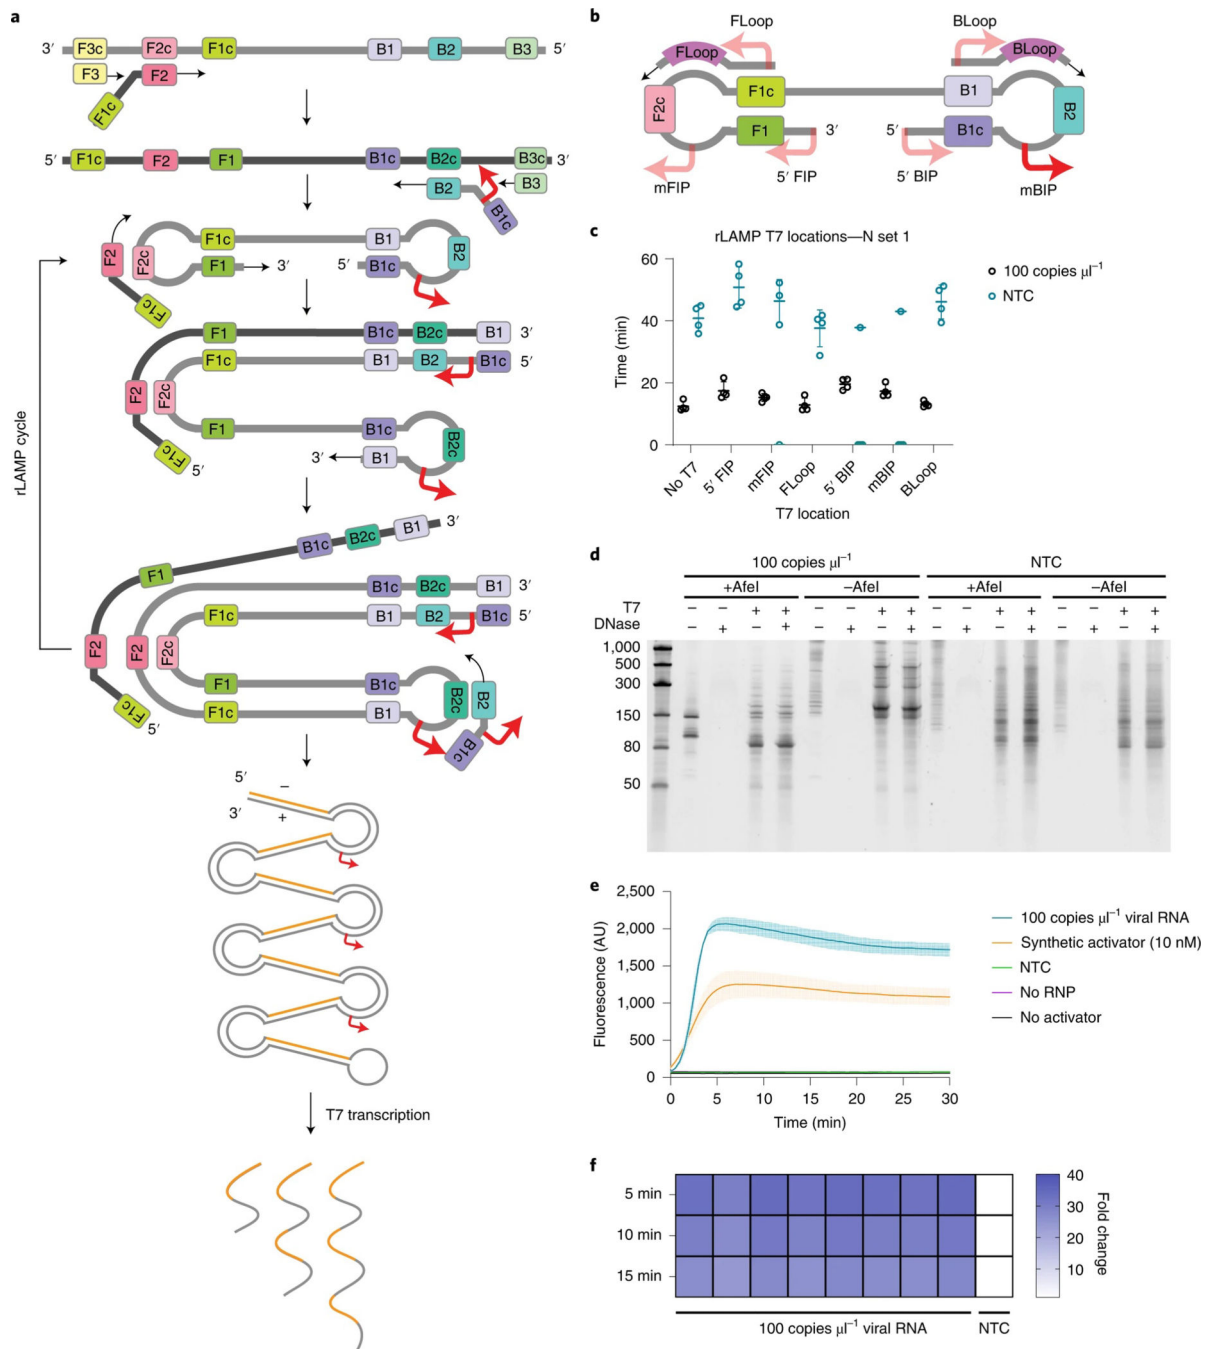 a
3′ F3c F2c F1c B1 B2 B3 5′
F3 F2
F1c
5′ F1c F2 F1 B1c B2c B3c 3′
B2 B3
B1c
F1c B1
F2 F2c B2
F1 3′ 5′ B1c
F1c
F1 B1c B2c B1 3′
F1c B1 B2 B1c 5′
F2 F2c
F1 B1c
F1c 5′ 3′ B1 B2c
rLAMP cycle
B1c B2c B1 3′
F1
B1c B2c B1 3′
F1c B1 B2 B1c 5′
F2 F2 F2c
F1 B1c B2c B2
F1c 5′ F1c B1 B1c
5′ −
3′ +
T7 transcription
b
FLoop BLoop
FLoop BLoop
F2c F1c B1 B2
F1 3′ 5′ B1c
mFIP 5′ FIP 5′ BIP mBIP
c
rLAMP T7 locations—N set 1
100 copies µl⁻¹
NTC
Time (min)
60
40
20
0
No T7 5′ FIP mFIP FLoop 5′ BIP mBIP BLoop
T7 location
d
100 copies µl⁻¹ NTC
+AfeI −AfeI +AfeI −AfeI
T7 − − + + − − + + − − + + − − + +
DNase − + − + − + − + − + − + − + − +
1,000
500
300
150
80
50
e
Fluorescence (AU)
2,500
2,000
1,500
1,000
500
0
0 5 10 15 20 25 30
Time (min)
100 copies µl⁻¹ viral RNA
Synthetic activator (10 nM)
NTC
No RNP
No activator
f
5 min
10 min
15 min
100 copies µl⁻¹ viral RNA NTC
40
30
20
10
Fold change